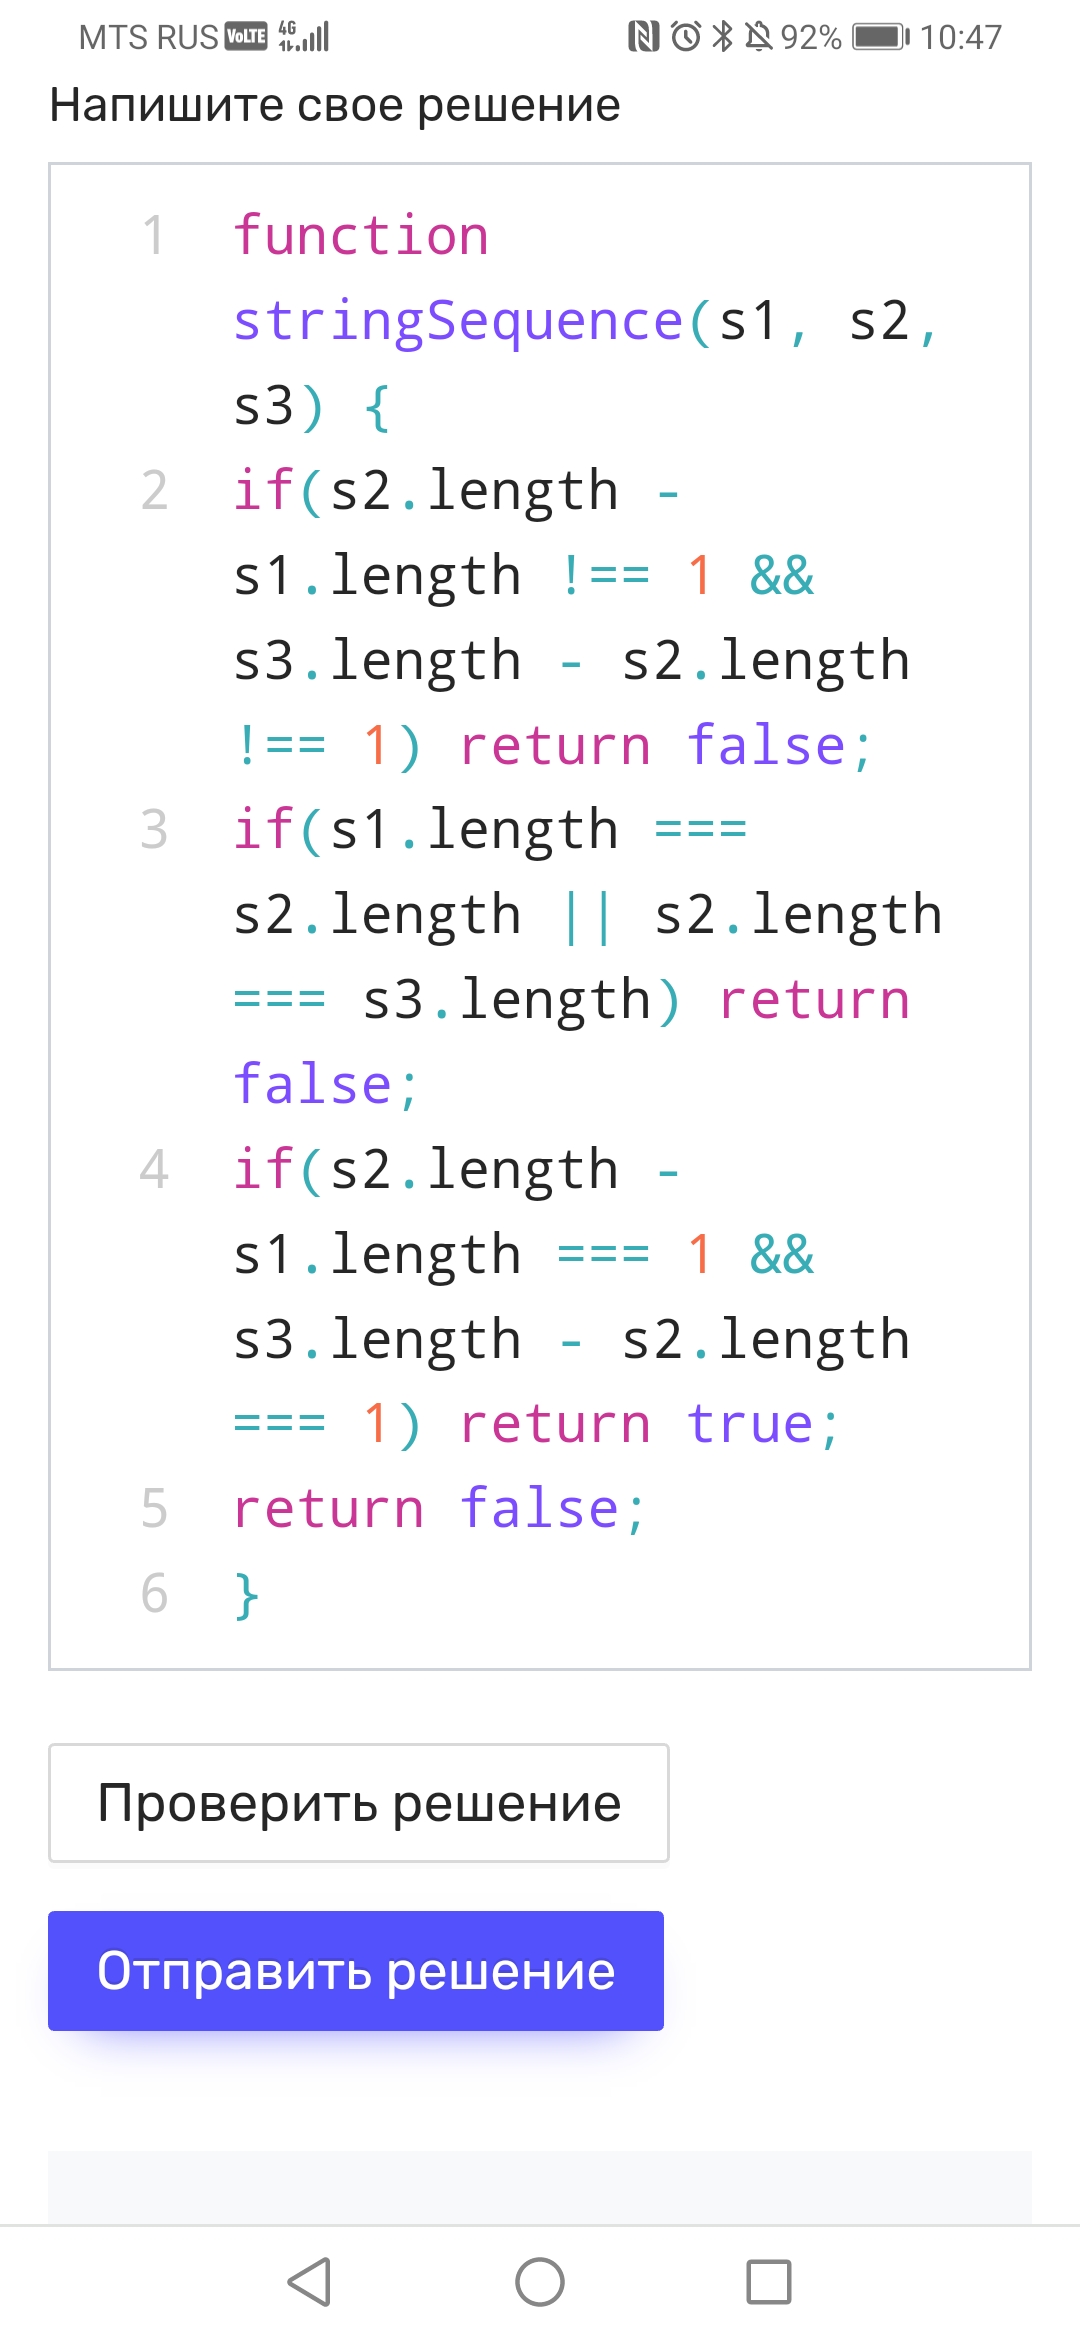 MTS RUS VoLTE 4G 92% 10:47
Напишите свое решение
1 function
stringSequence(s1, s2,
s3) {
2 if(s2.length -
s1.length !== 1 &&
s3.length - s2.length
!== 1) return false;
3 if(s1.length ===
s2.length || s2.length
=== s3.length) return
false;
4 if(s2.length -
s1.length === 1 &&
s3.length - s2.length
=== 1) return true;
5 return false;
6 }
Проверить решение
Отправить решение